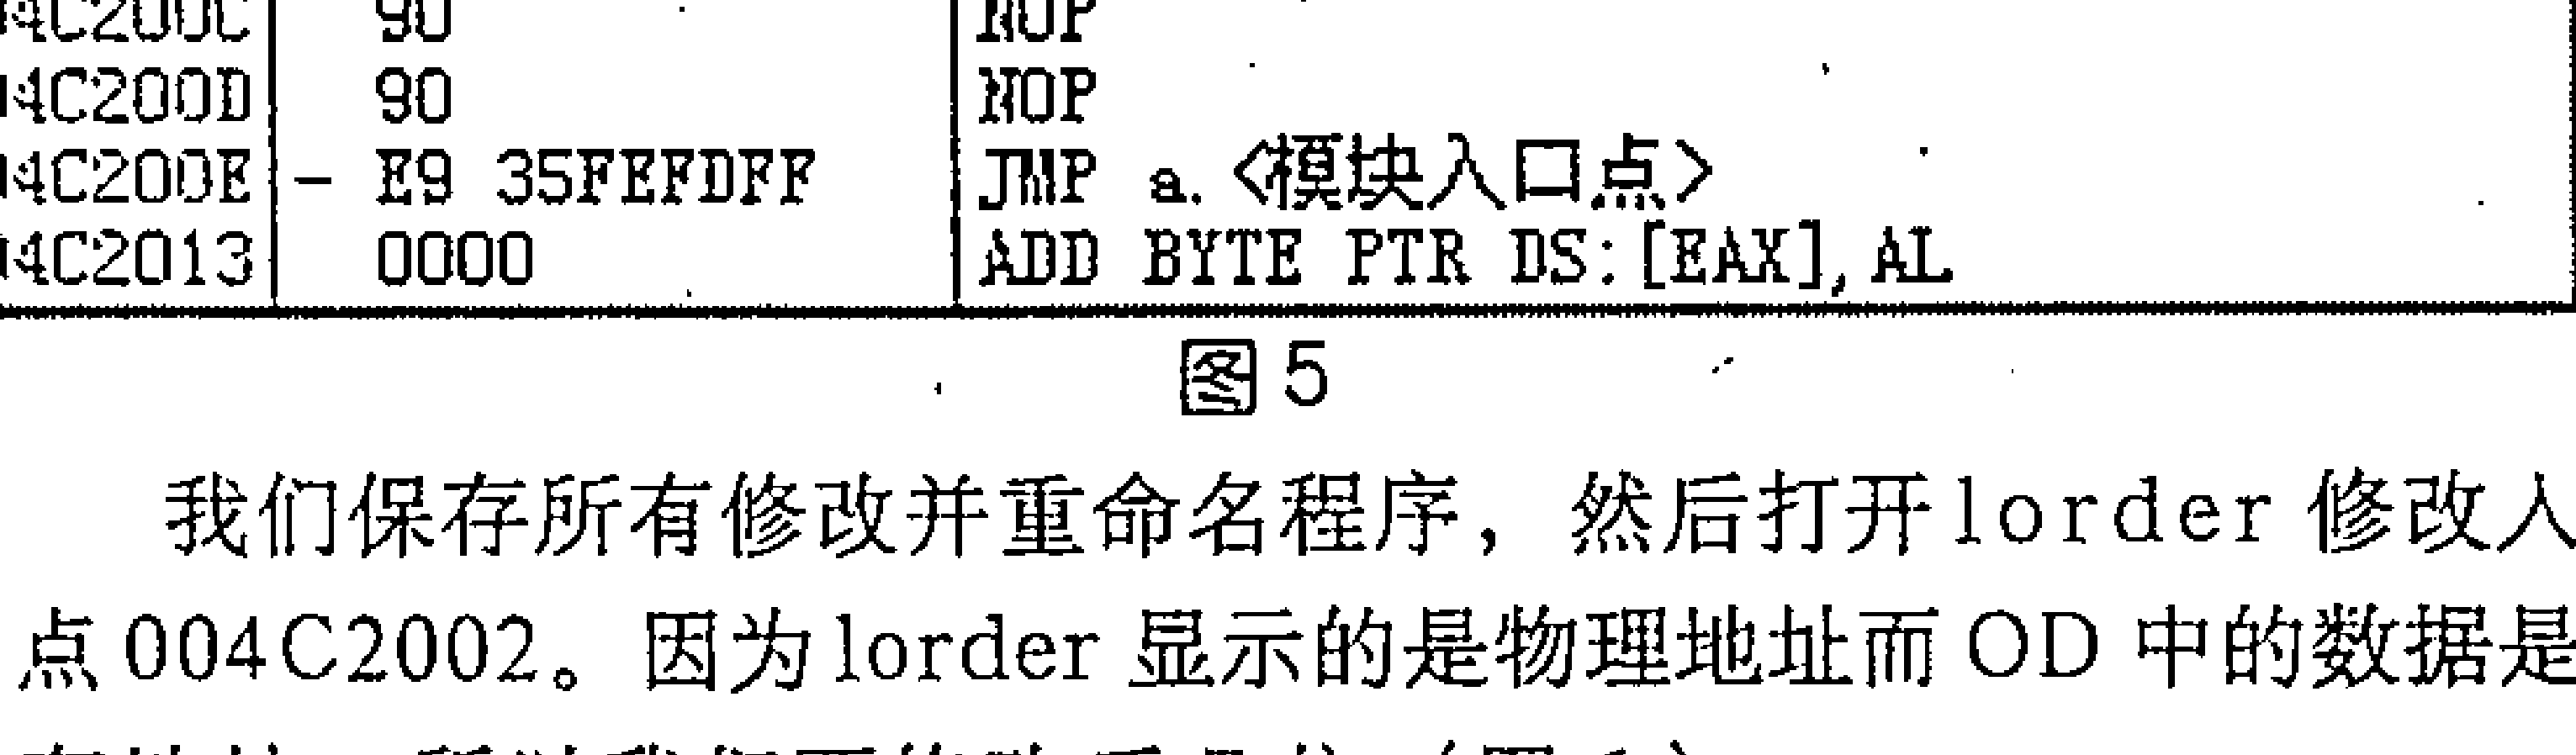 4C200C 90 NOP
4C200D 90 NOP
4C200E - E9 35FEFDFF JMP a.<模块入口点>
4C2013 0000 ADD BYTE PTR DS:[EAX],AL
图5
我们保存所有修改并重命名程序，然后打开lorder修改入
点004C2002。因为lorder显示的是物理地址而OD中的数据是